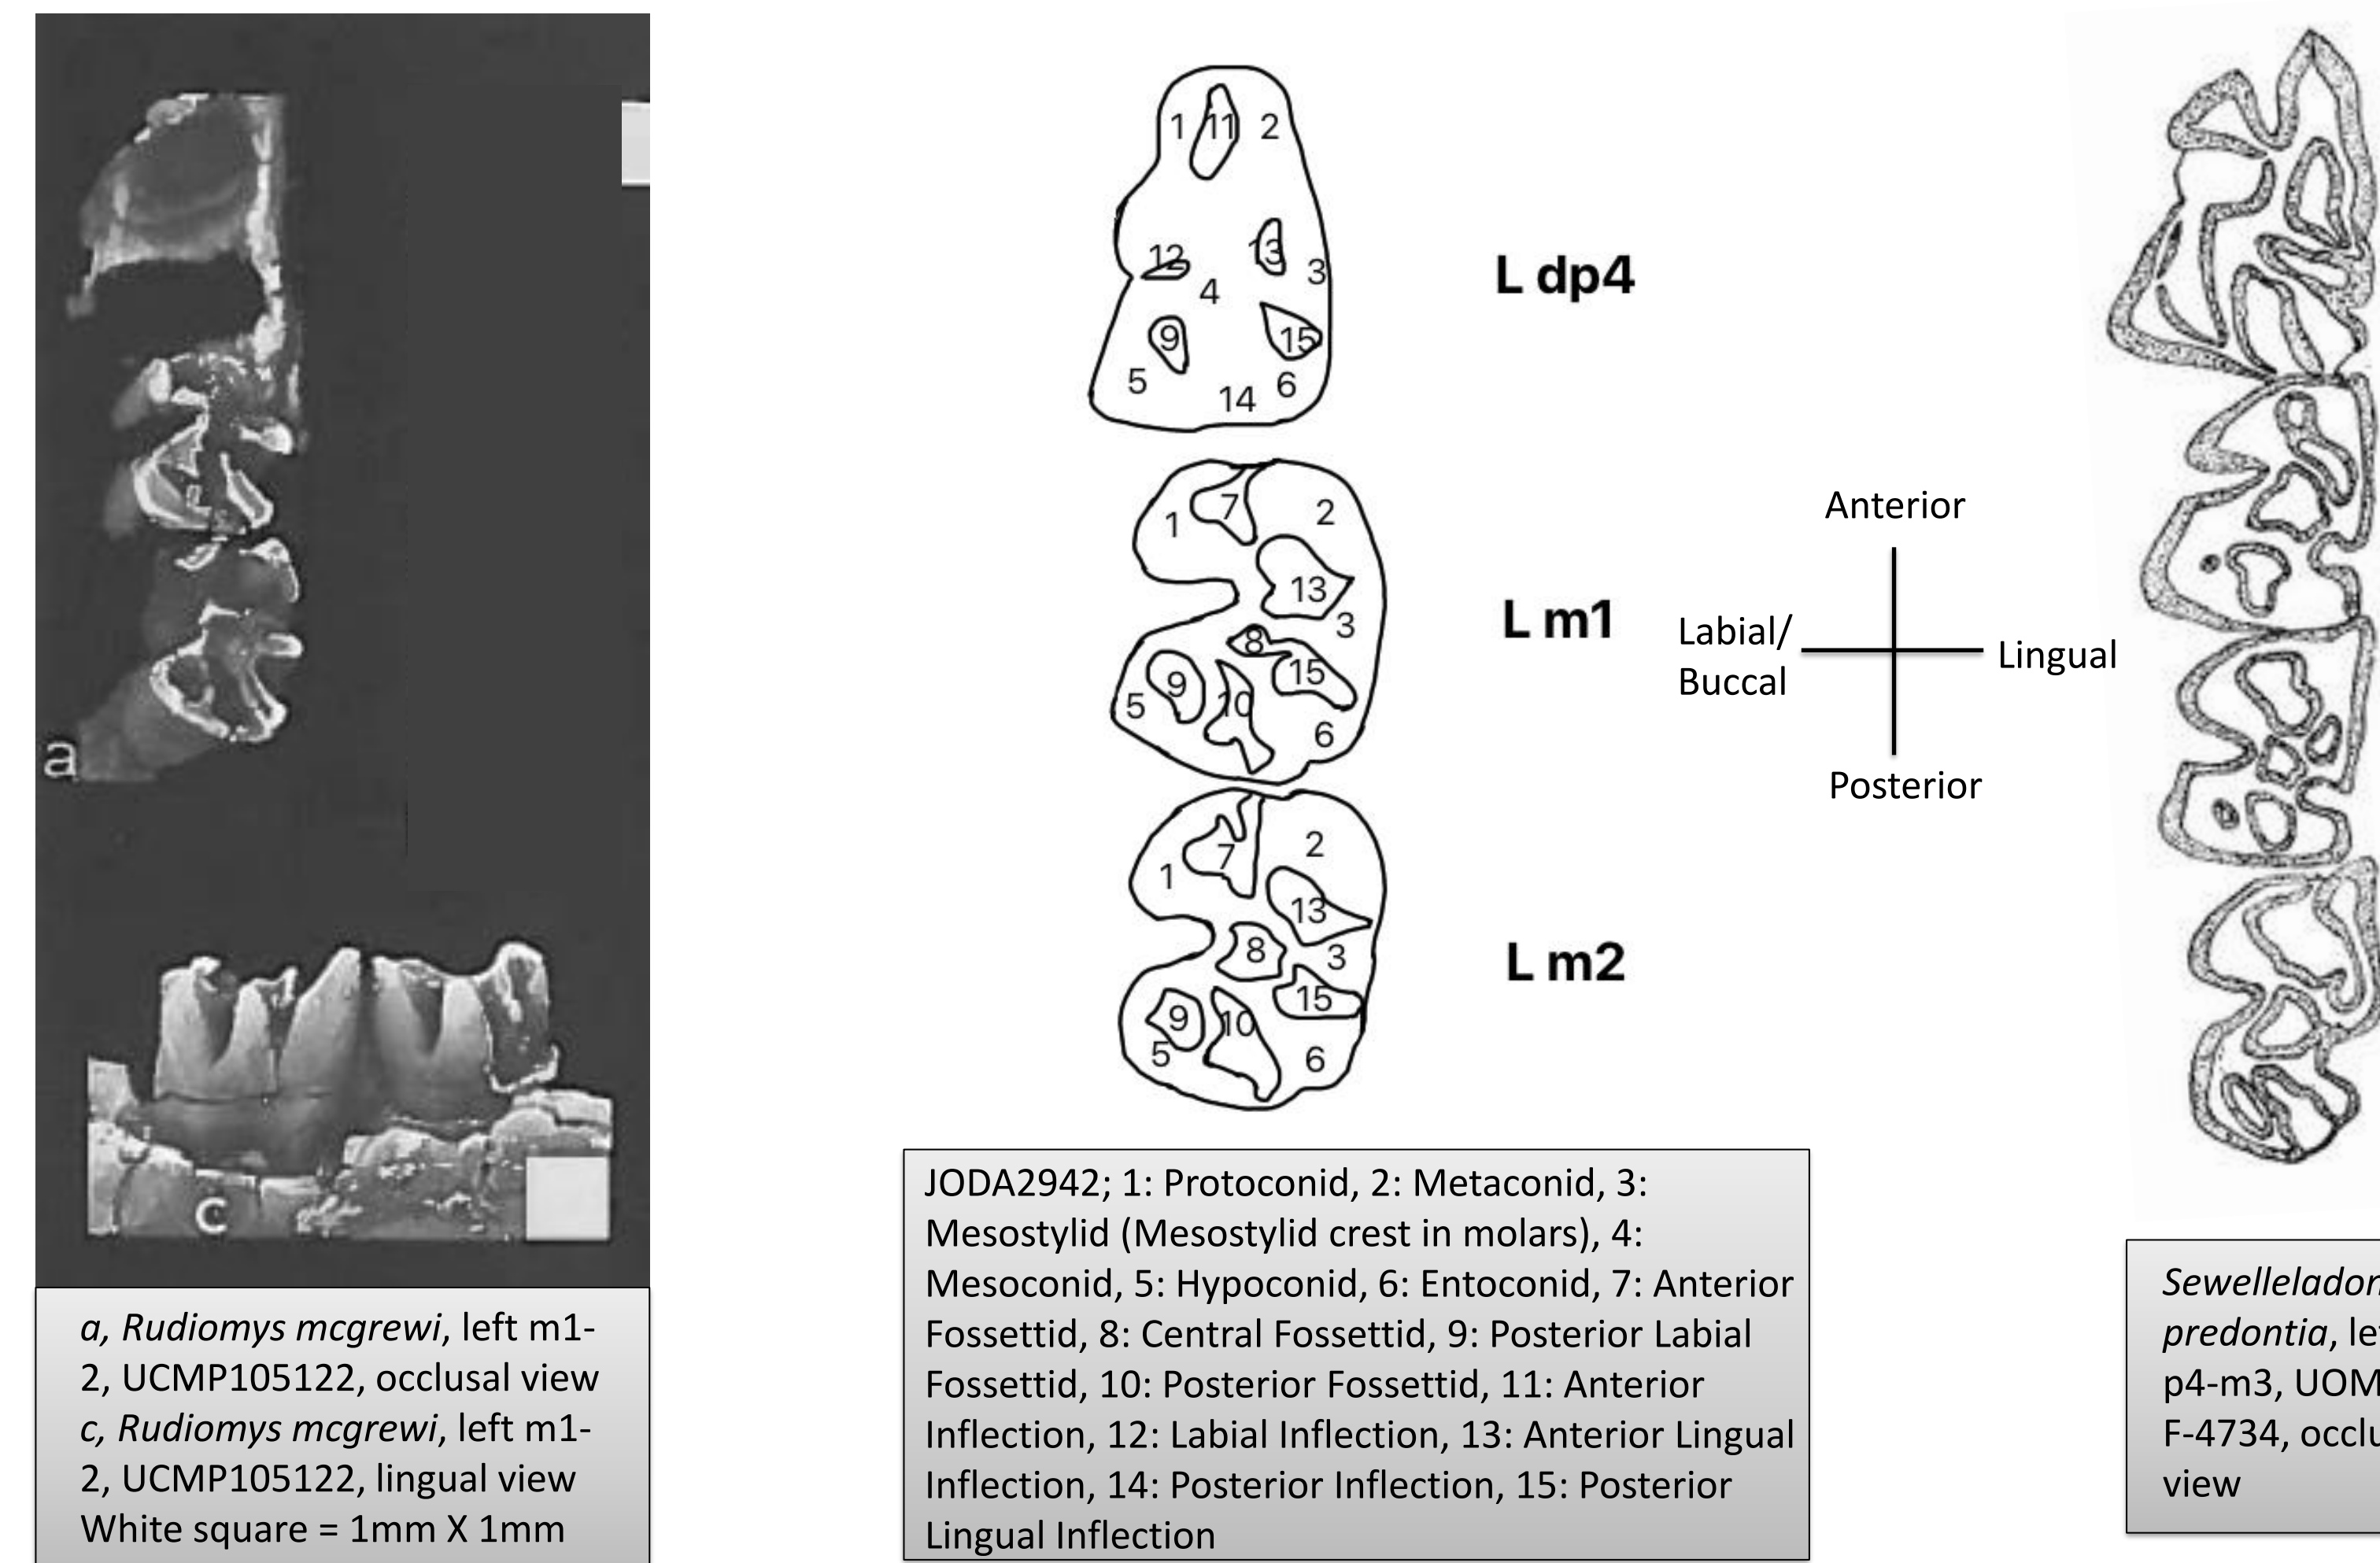 a
c
a, Rudiomys mcgrewi, left m1-
2, UCMP105122, occlusal view
c, Rudiomys mcgrewi, left m1-
2, UCMP105122, lingual view
White square = 1mm X 1mm
1 11 2
12 13 3
4
9 15
5 14 6
L dp4
1 7 2
13
3
8
9 15
5 10
6
L m1
1 7 2
13
8 3
15
9 10
5 6
L m2
Anterior
Labial/
Buccal
Lingual
Posterior
JODA2942; 1: Protoconid, 2: Metaconid, 3:
Mesostylid (Mesostylid crest in molars), 4:
Mesoconid, 5: Hypoconid, 6: Entoconid, 7: Anterior
Fossettid, 8: Central Fossettid, 9: Posterior Labial
Fossettid, 10: Posterior Fossettid, 11: Anterior
Inflection, 12: Labial Inflection, 13: Anterior Lingual
Inflection, 14: Posterior Inflection, 15: Posterior
Lingual Inflection
predontia,
p4-m3,
F-4734,
view